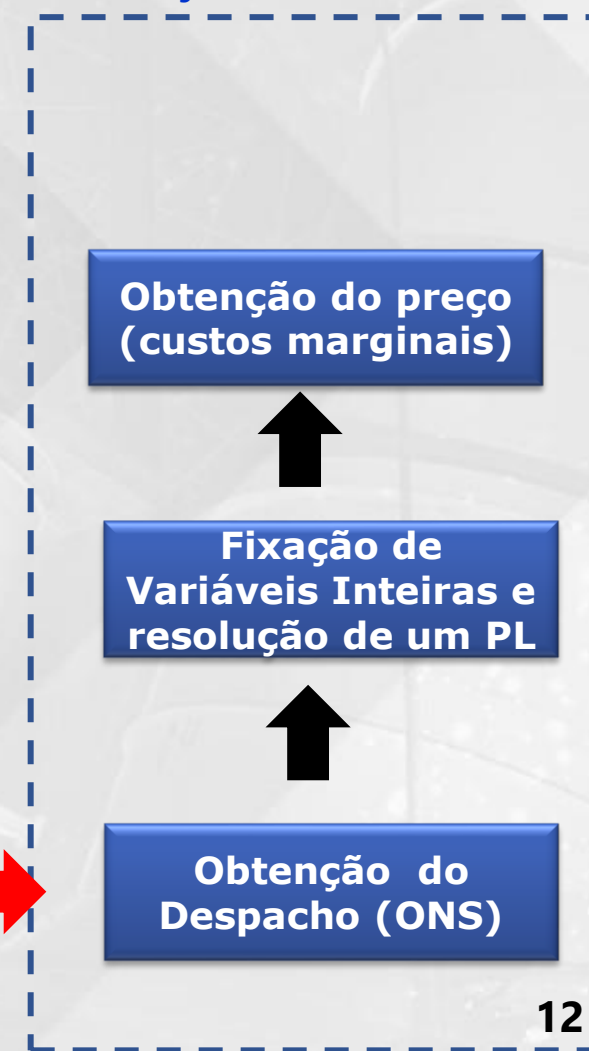 Obtenção do preço
(custos marginais)
Fixação de
Variáveis Inteiras e
resolução de um PL
Obtenção do
Despacho (ONS)
12